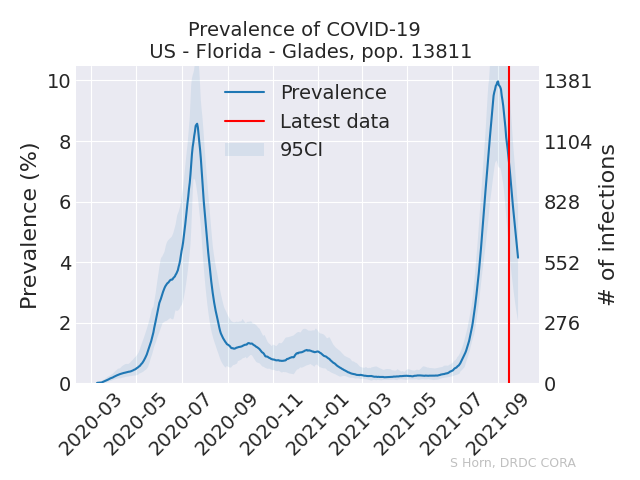 Prevalence of COVID-19
US - Florida - Glades, pop. 13811
Prevalence (%)
10
8
6
4
2
0
Prevalence
Latest data
95CI
1381
1104
828
552
276
0
# of infections
2020-03
2020-05
2020-07
2020-09
2020-11
2021-01
2021-03
2021-05
2021-07
2021-09
S Horn, DRDC CORA